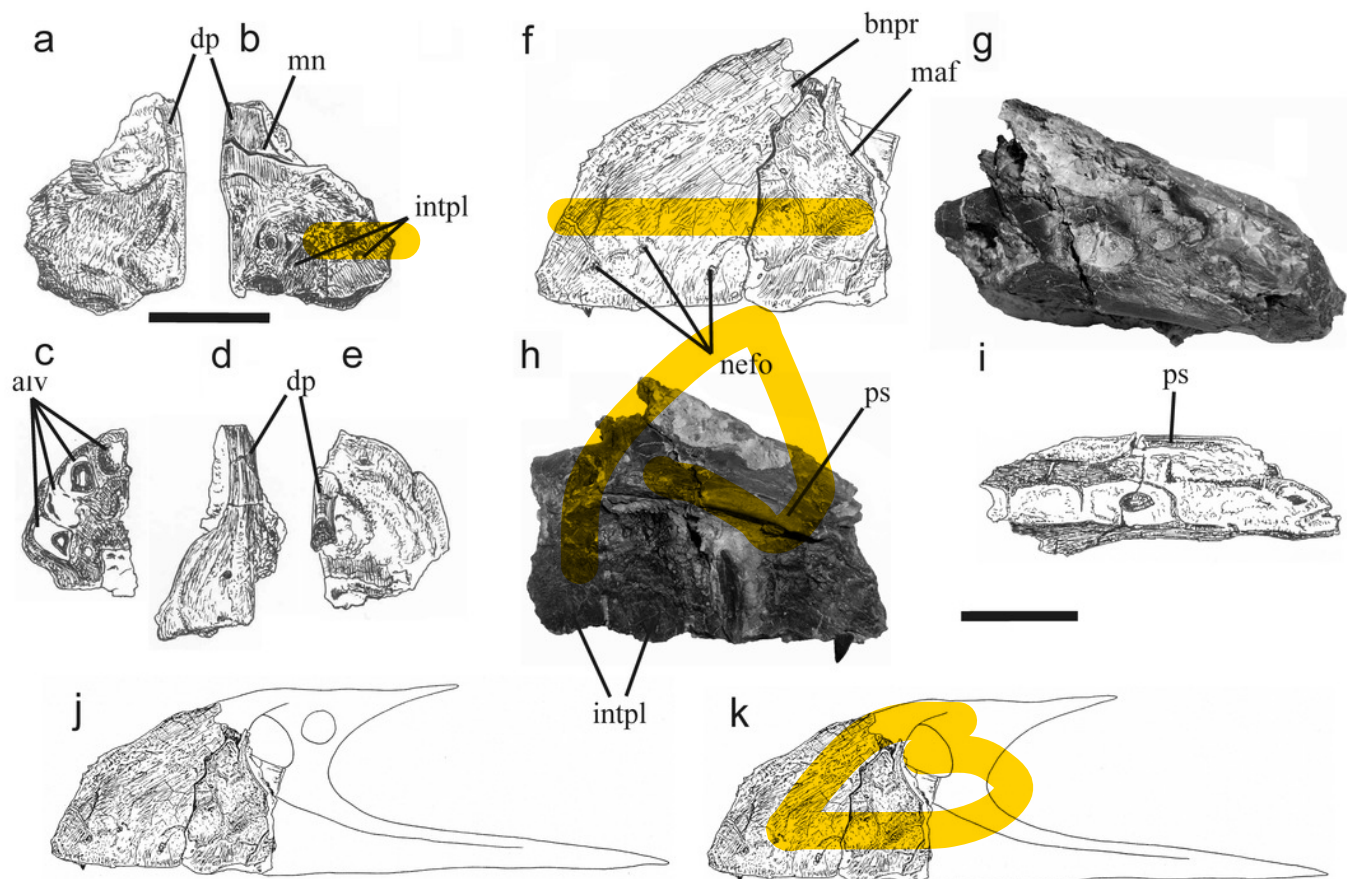 a
dp
b
mn
intpl
f
bnpr
maf
g
nefo
c
alv
d
dp
e
h
ps
i
ps
intpl
j
k